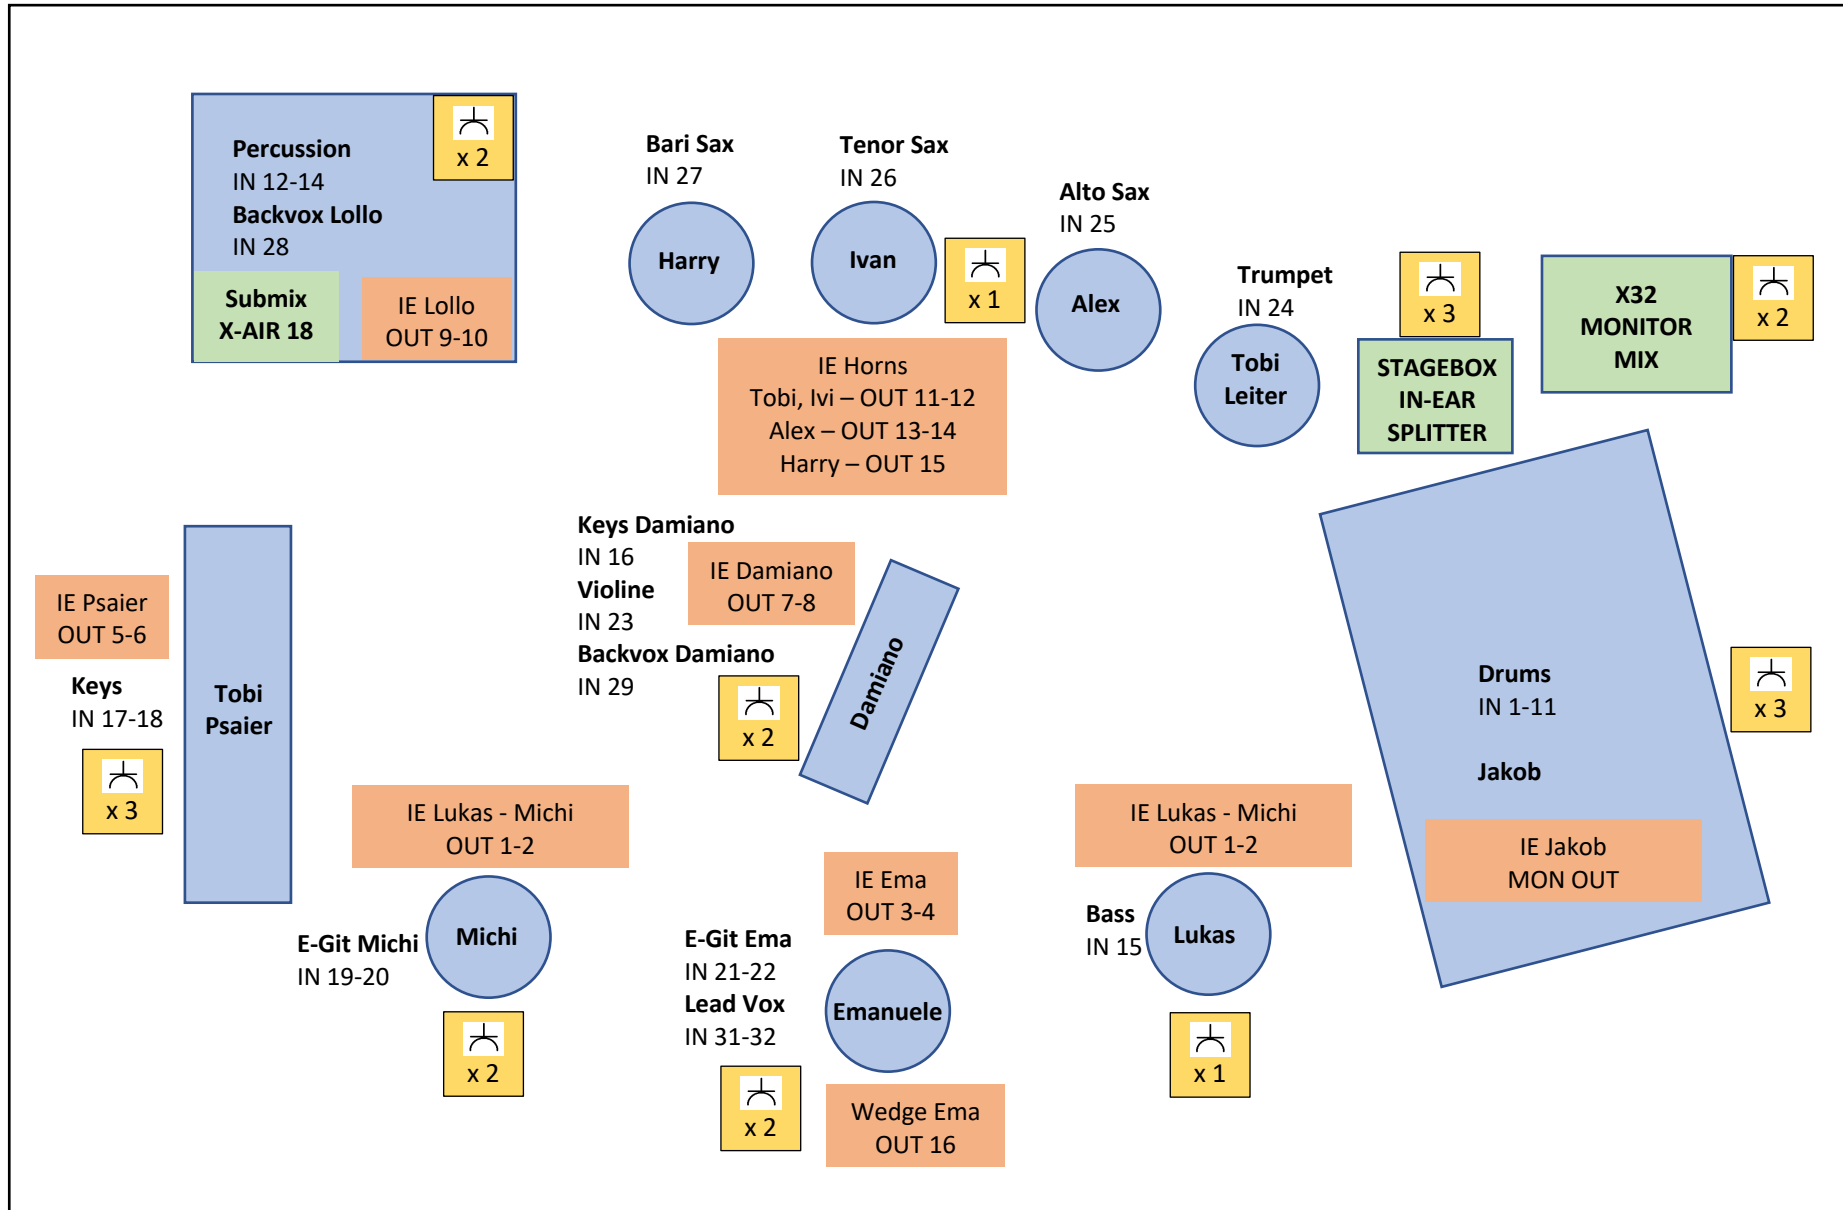 Percussion
IN 12-14
Backvox Lollo
IN 28
x 2
Submix
X-AIR 18
IE Lollo
OUT 9-10
Bari Sax
IN 27
Harry
Tenor Sax
IN 26
Ivan
x 1
Alto Sax
IN 25
Alex
Trumpet
IN 24
Tobi
Leiter
x 3
STAGEBOX
IN-EAR
SPLITTER
X32
MONITOR
MIX
x 2
IE Horns
Tobi, Ivi – OUT 11-12
Alex – OUT 13-14
Harry – OUT 15
Keys Damiano
IN 16
Violine
IN 23
Backvox Damiano
IN 29
IE Damiano
OUT 7-8
x 2
Damiano
IE Psaier
OUT 5-6
Keys
IN 17-18
x 3
Tobi
Psaier
Drums
IN 1-11
Jakob
x 3
IE Jakob
MON OUT
IE Lukas - Michi
OUT 1-2
E-Git Michi
IN 19-20
Michi
x 2
IE Ema
OUT 3-4
E-Git Ema
IN 21-22
Lead Vox
IN 31-32
Emanuele
x 2
Wedge Ema
OUT 16
IE Lukas - Michi
OUT 1-2
Bass
IN 15
Lukas
x 1